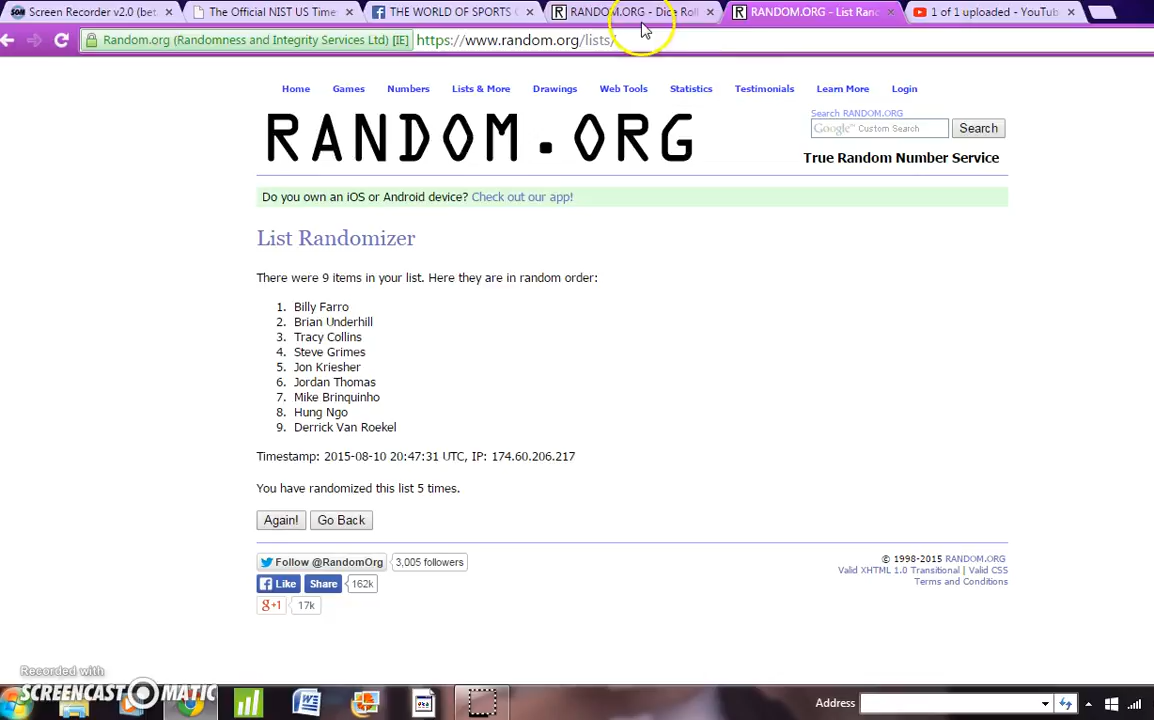 Screen Recorder v2.0 (bet
The Official NIST US Time
THE WORLD OF SPORTS C
RANDOM.ORG - Dice Roll
RANDOM.ORG - List Ranc
1 of 1 uploaded - YouTub
Random.org (Randomness and Integrity Services Ltd) [IE]
https://www.random.org/lists/
Home Games Numbers Lists & More Drawings Web Tools Statistics Testimonials Learn More Login
RANDOM.ORG
Search RANDOM.ORG
Google™ Custom Search
Search
True Random Number Service
Do you own an iOS or Android device? Check out our app!
List Randomizer
There were 9 items in your list. Here they are in random order:
1. Billy Farro
2. Brian Underhill
3. Tracy Collins
4. Steve Grimes
5. Jon Kriesher
6. Jordan Thomas
7. Mike Brinquinho
8. Hung Ngo
9. Derrick Van Roekel
Timestamp: 2015-08-10 20:47:31 UTC, IP: 174.60.206.217
You have randomized this list 5 times.
Again! Go Back
Follow @RandomOrg 3,005 followers
Like Share 162k
g+1 17k
© 1998-2015 RANDOM.ORG
Valid XHTML 1.0 Transitional | Valid CSS
Terms and Conditions
Recorded with
SCREENCAST MATIC
Address